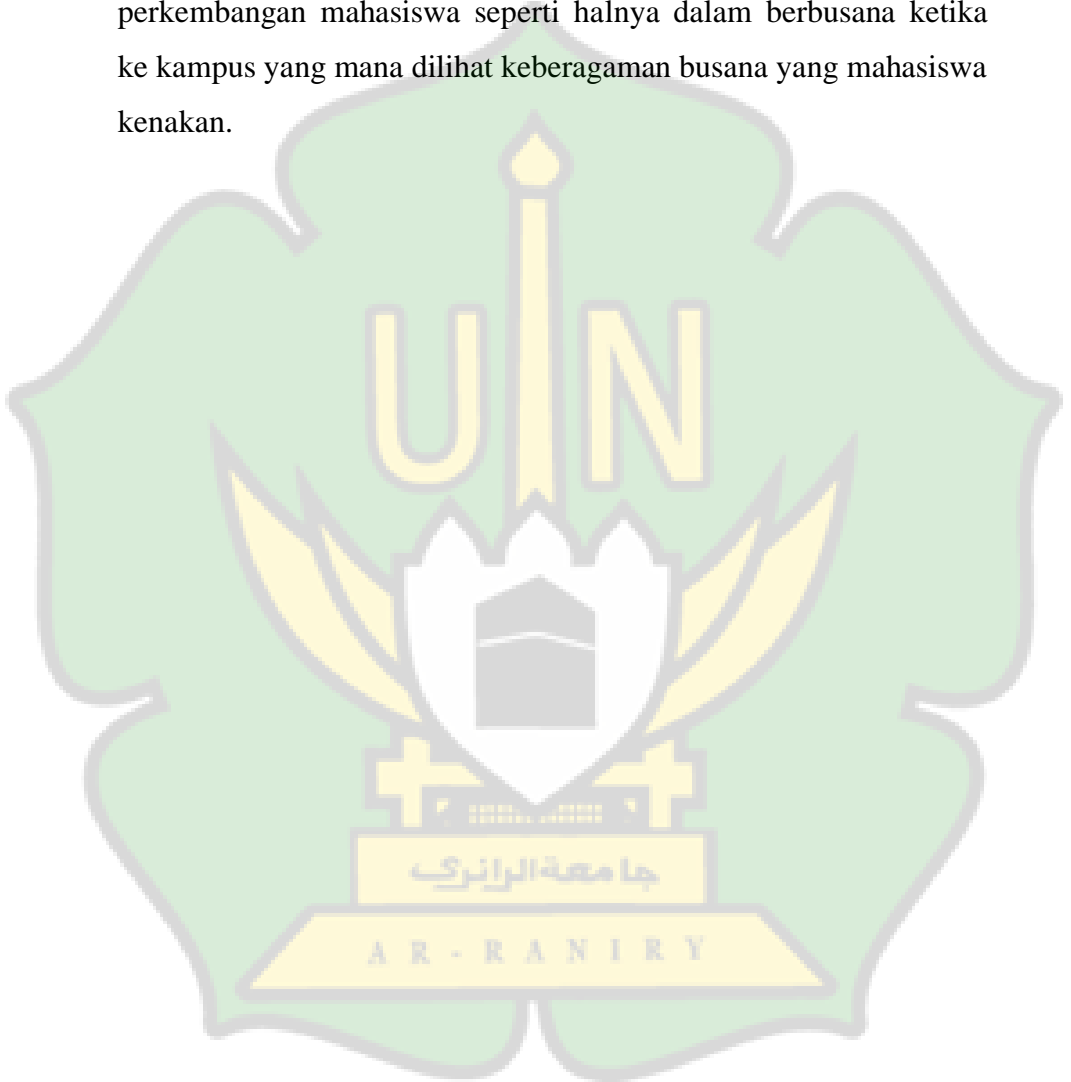 perkembangan mahasiswa seperti halnya dalam berbusana ketika
ke kampus yang mana dilihat keberagaman busana yang mahasiswa
kenakan.
UIN
جامعة الرانري
AR-RANIRY